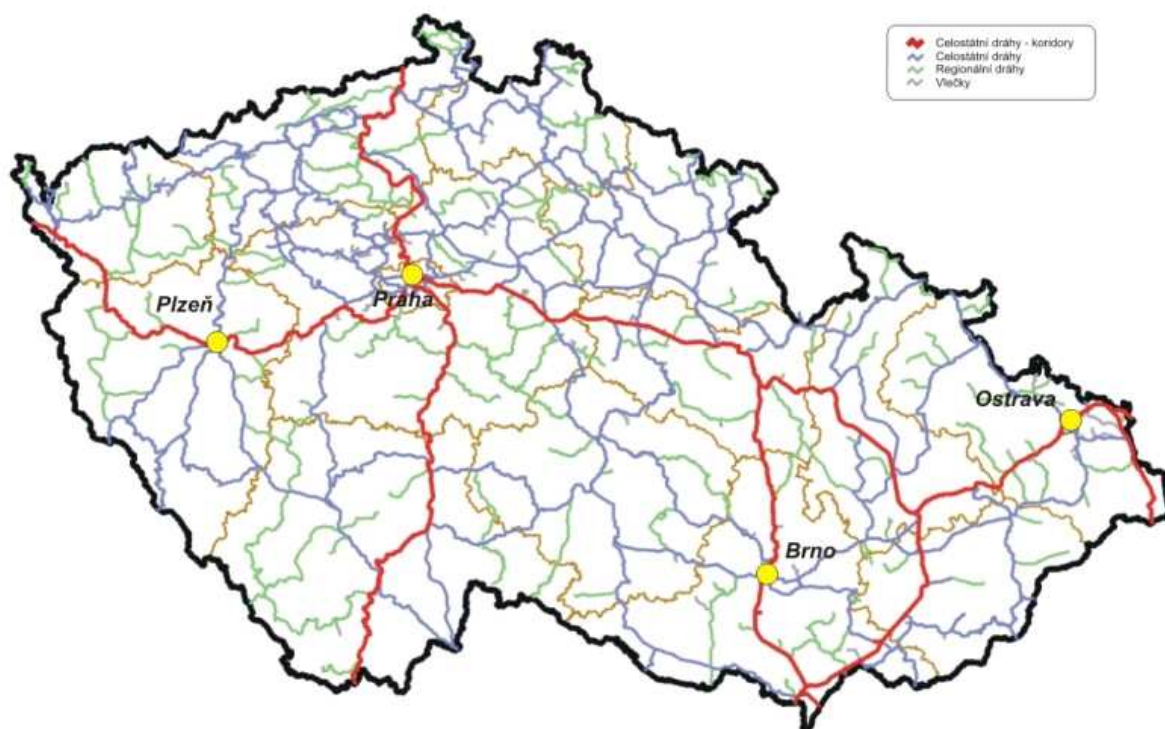 Celostátní dráhy - koridory
Celostátní dráhy
Regionální dráhy
Vlečky
Plzeň
Praha
Ostrava
Brno